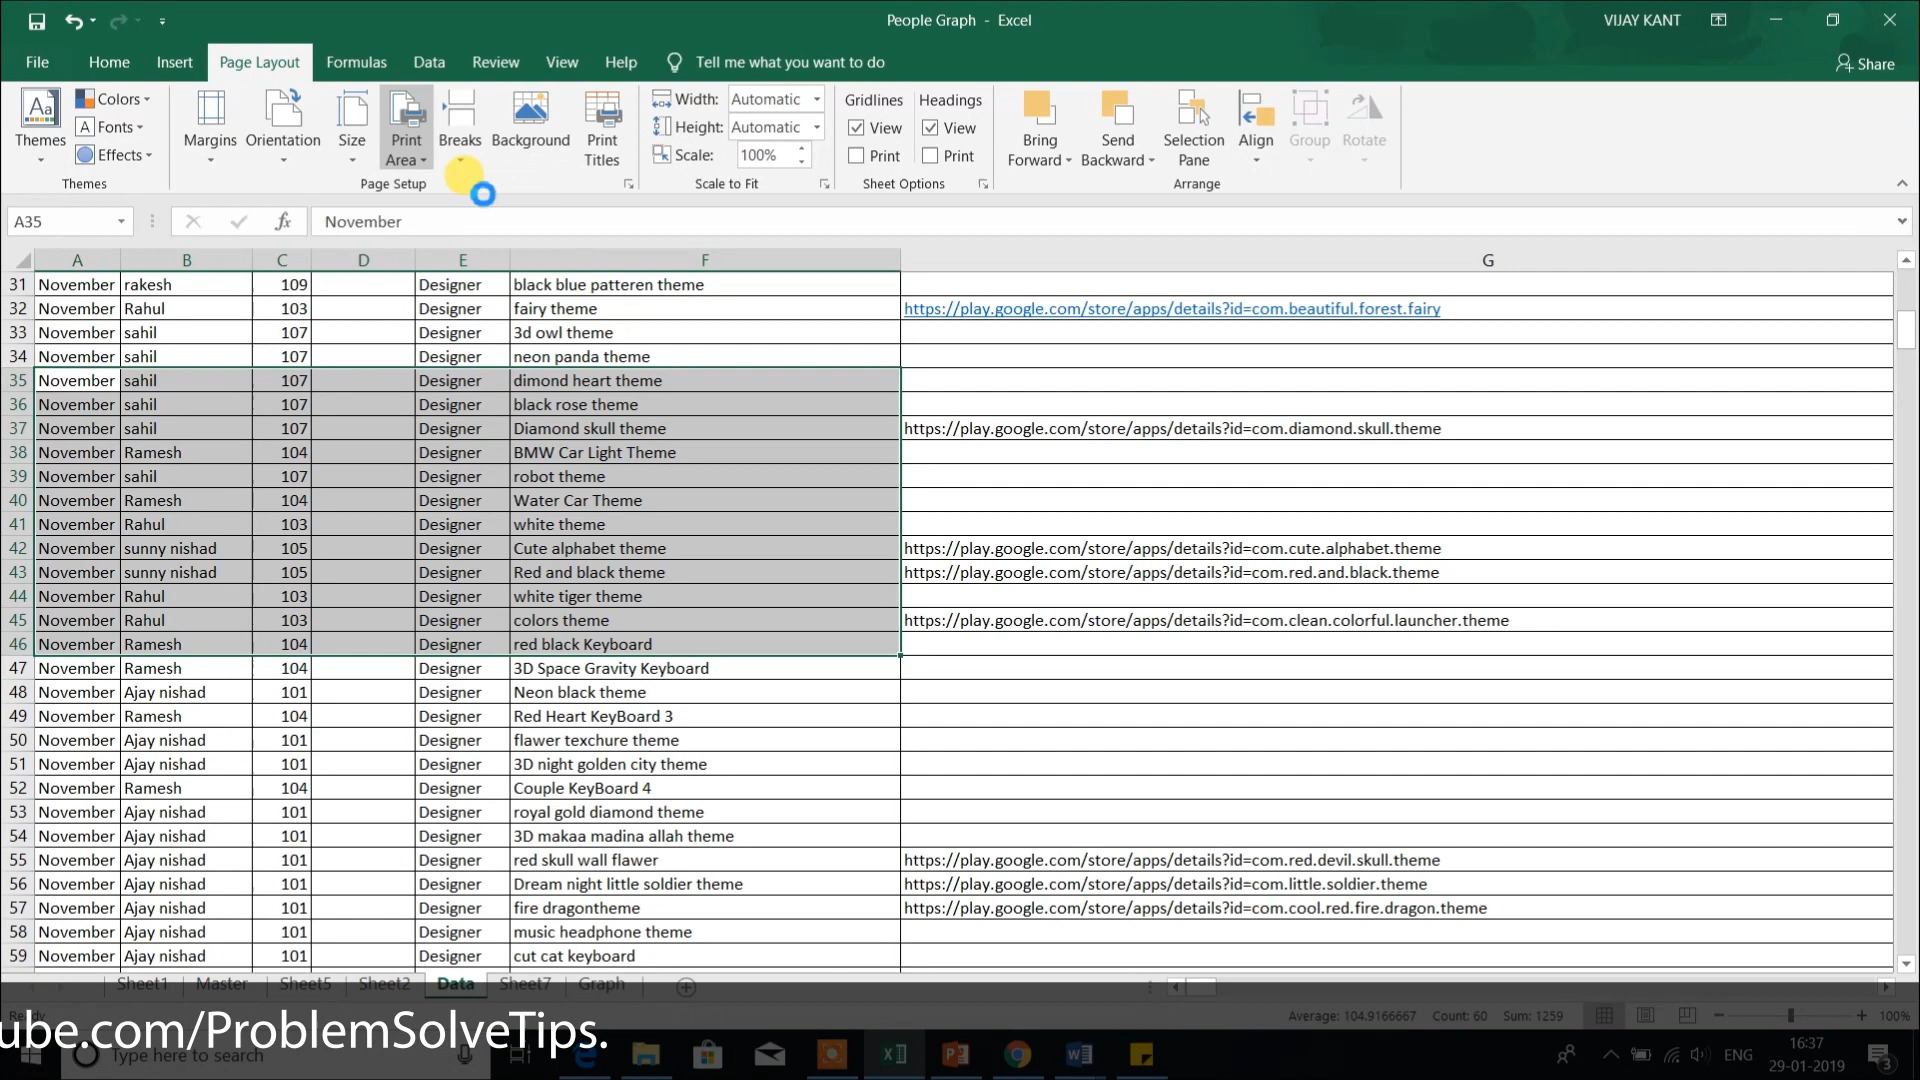 People Graph - Excel
VIJAY KANT
File Home Insert Page Layout Formulas Data Review View Help Tell me what you want to do Share
Themes Colors Fonts Effects Margins Orientation Size Print Area Breaks Background Print Titles
Width: Automatic Height: Automatic Scale: 100%
Gridlines View Print Headings View Print
Bring Forward Send Backward Selection Pane Align Group Rotate
Themes Page Setup Scale to Fit Sheet Options Arrange
A35 fx November
A B C D E F G
31 November rakesh 109 Designer black blue patteren theme
32 November Rahul 103 Designer fairy theme https://play.google.com/store/apps/details?id=com.beautiful.forest.fairy
33 November sahil 107 Designer 3d owl theme
34 November sahil 107 Designer neon panda theme
35 November sahil 107 Designer dimond heart theme
36 November sahil 107 Designer black rose theme
37 November sahil 107 Designer Diamond skull theme https://play.google.com/store/apps/details?id=com.diamond.skull.theme
38 November Ramesh 104 Designer BMW Car Light Theme
39 November sahil 107 Designer robot theme
40 November Ramesh 104 Designer Water Car Theme
41 November Rahul 103 Designer white theme
42 November sunny nishad 105 Designer Cute alphabet theme https://play.google.com/store/apps/details?id=com.cute.alphabet.theme
43 November sunny nishad 105 Designer Red and black theme https://play.google.com/store/apps/details?id=com.red.and.black.theme
44 November Rahul 103 Designer white tiger theme
45 November Rahul 103 Designer colors theme https://play.google.com/store/apps/details?id=com.clean.colorful.launcher.theme
46 November Ramesh 104 Designer red black Keyboard
47 November Ramesh 104 Designer 3D Space Gravity Keyboard
48 November Ajay nishad 101 Designer Neon black theme
49 November Ramesh 104 Designer Red Heart KeyBoard 3
50 November Ajay nishad 101 Designer flawer texchure theme
51 November Ajay nishad 101 Designer 3D night golden city theme
52 November Ramesh 104 Designer Couple KeyBoard 4
53 November Ajay nishad 101 Designer royal gold diamond theme
54 November Ajay nishad 101 Designer 3D makaa madina allah theme
55 November Ajay nishad 101 Designer red skull wall flawer https://play.google.com/store/apps/details?id=com.red.devil.skull.theme
56 November Ajay nishad 101 Designer Dream night little soldier theme https://play.google.com/store/apps/details?id=com.little.soldier.theme
57 November Ajay nishad 101 Designer fire dragontheme https://play.google.com/store/apps/details?id=com.cool.red.fire.dragon.theme
58 November Ajay nishad 101 Designer music headphone theme
59 November Ajay nishad 101 Designer cut cat keyboard
Sheet1 Master Sheet5 Sheet2 Data Sheet7 Graph
Ready Average: 104.9166667 Count: 60 Sum: 1259 100%
ube.com/ProblemSolveTips.
Type here to search ENG 16:37
29-01-2019 3